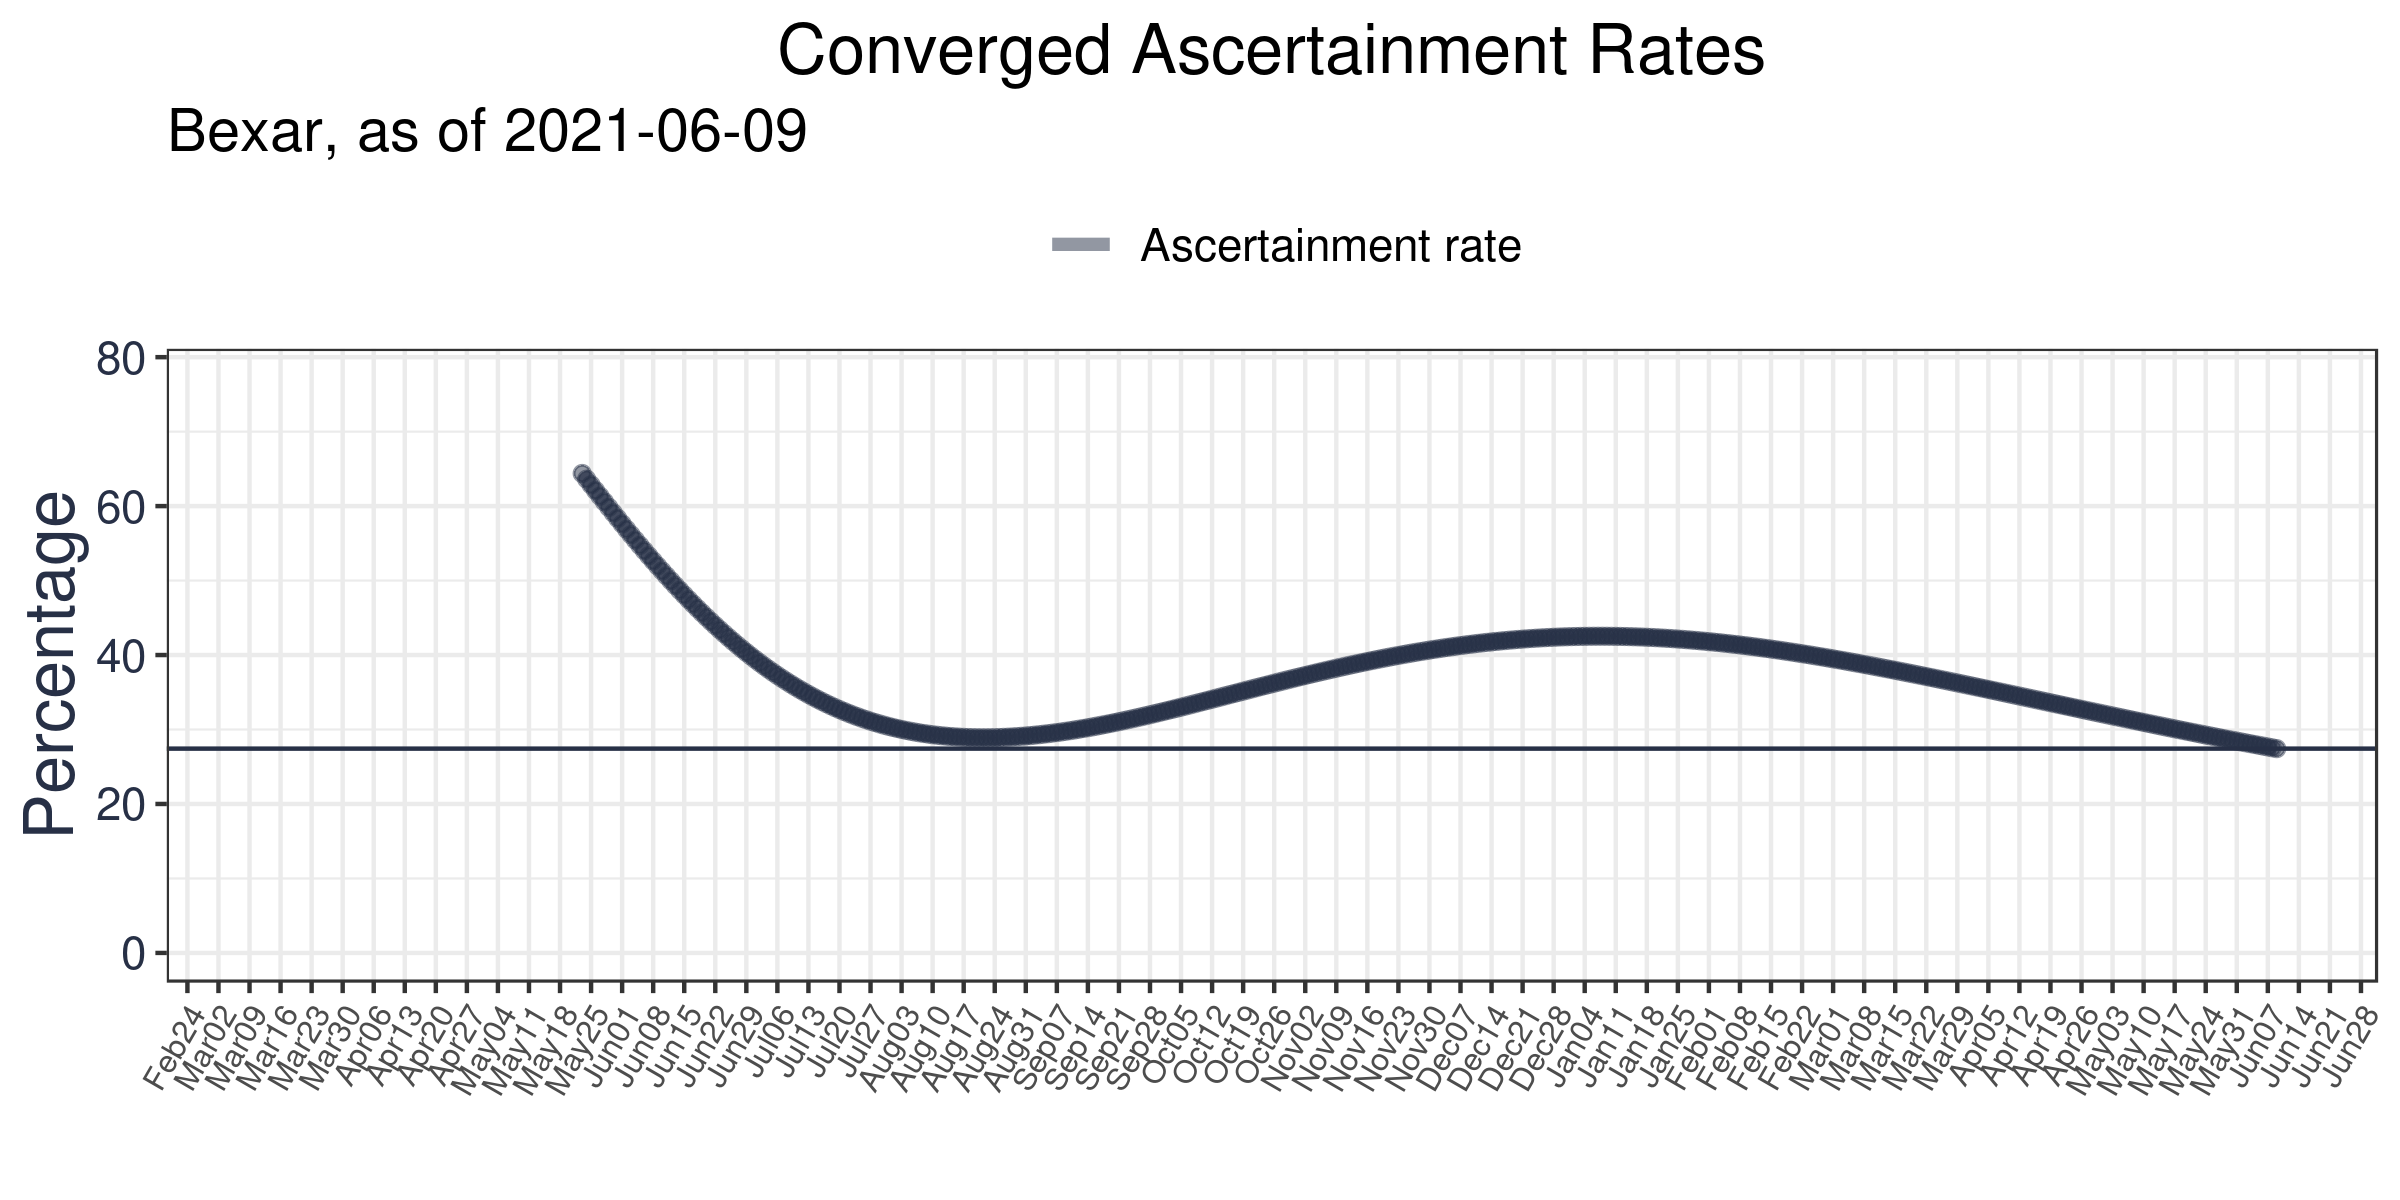 Converged Ascertainment Rates
Bexar, as of 2021-06-09
Ascertainment rate
Percentage
80
60
40
20
0
Feb24
Mar02
Mar09
Mar16
Mar23
Mar30
Apr06
Apr13
Apr20
Apr27
May04
May11
May18
May25
Jun01
Jun08
Jun15
Jun22
Jun29
Jul06
Jul13
Jul20
Jul27
Aug03
Aug10
Aug17
Aug24
Aug31
Sep07
Sep14
Sep21
Sep28
Oct05
Oct12
Oct19
Oct26
Nov02
Nov09
Nov16
Nov23
Nov30
Dec07
Dec14
Dec21
Dec28
Jan04
Jan11
Jan18
Jan25
Feb01
Feb08
Feb15
Feb22
Mar01
Mar08
Mar15
Mar22
Mar29
Apr05
Apr12
Apr19
Apr26
May03
May10
May17
May24
May31
Jun07
Jun14
Jun21
Jun28